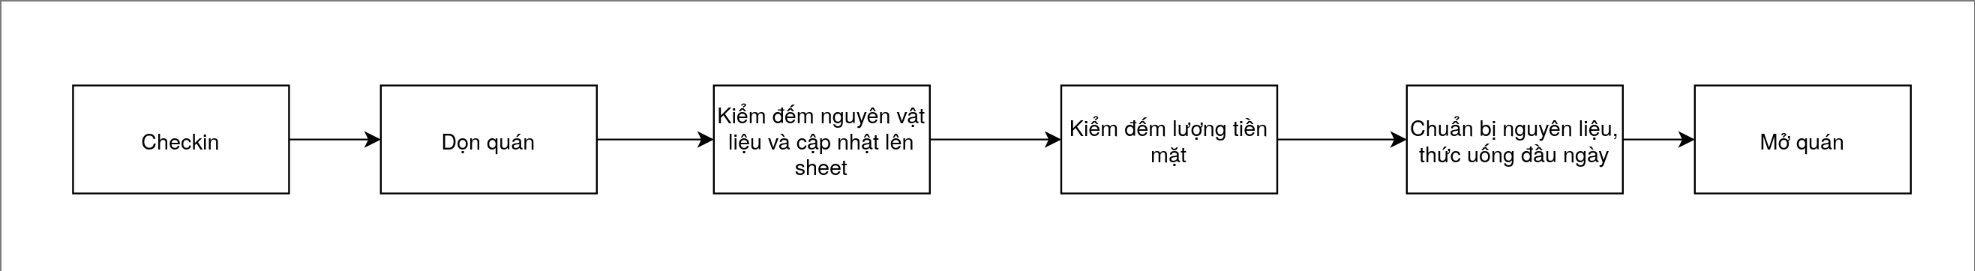 Checkin
Dọn quán
Kiểm đếm nguyên vật
liệu và cập nhật lên
sheet
Kiểm đếm lượng tiền
mặt
Chuẩn bị nguyên liệu,
thức uống đầu ngày
Mở quán